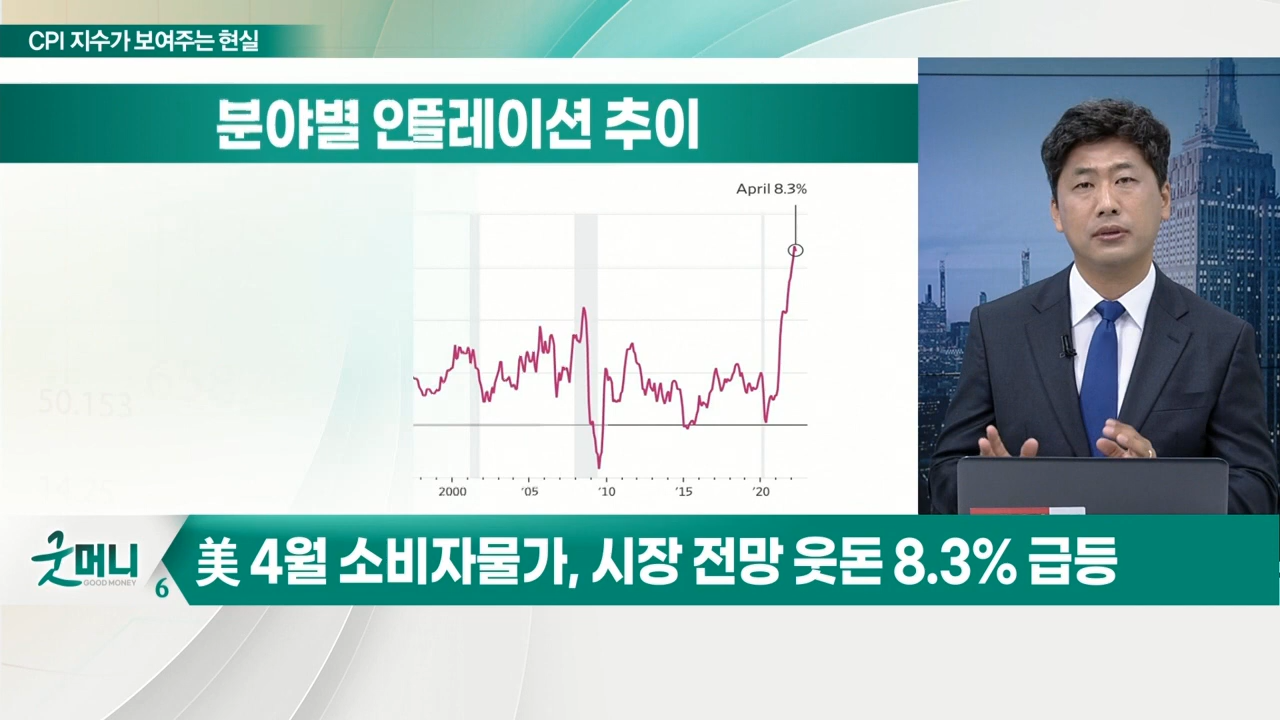 CPI 지수가 보여주는 현실
분야별 인플레이션 추이
April 8.3%
50,153
2000 '05 '10 '15 '20
굿머니
GOOD MONEY
6
美 4월 소비자물가, 시장 전망 웃돈 8.3% 급등